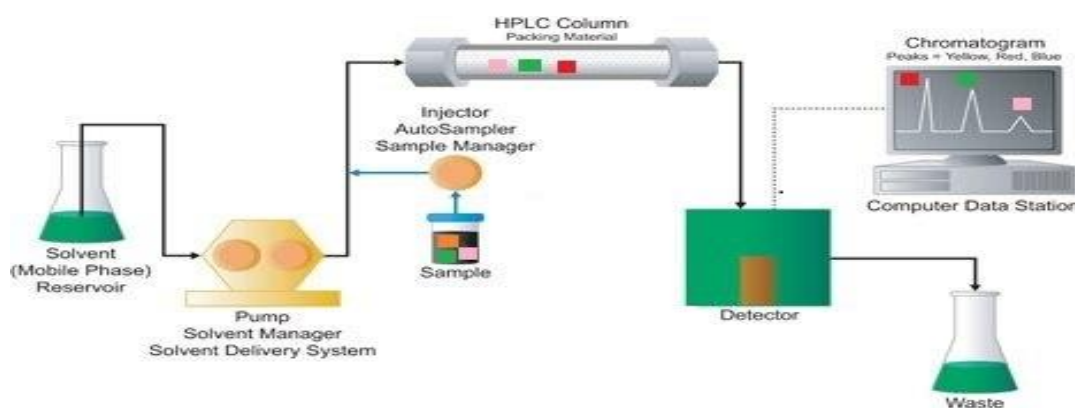 HPLC Column
Packing Material
Chromatogram
Peaks = Yellow, Red, Blue
Injector
AutoSampler
Sample Manager
Solvent
(Mobile Phase)
Reservoir
Sample
Computer Data Station
Pump
Solvent Manager
Solvent Delivery System
Detector
Waste